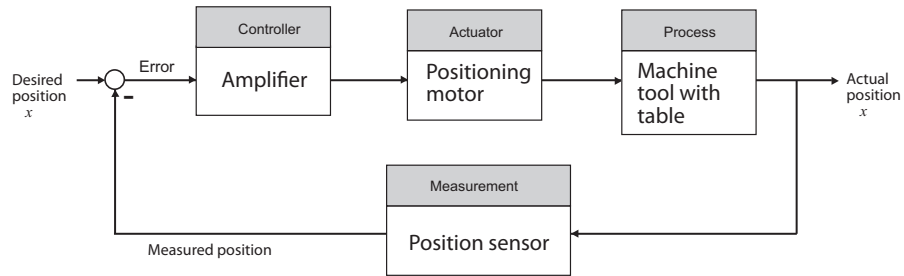 Controller
Actuator
Process
Desired
position
x
Error
Amplifier
Positioning
motor
Machine
tool with
table
Actual
position
x
Measurement
Position sensor
Measured position